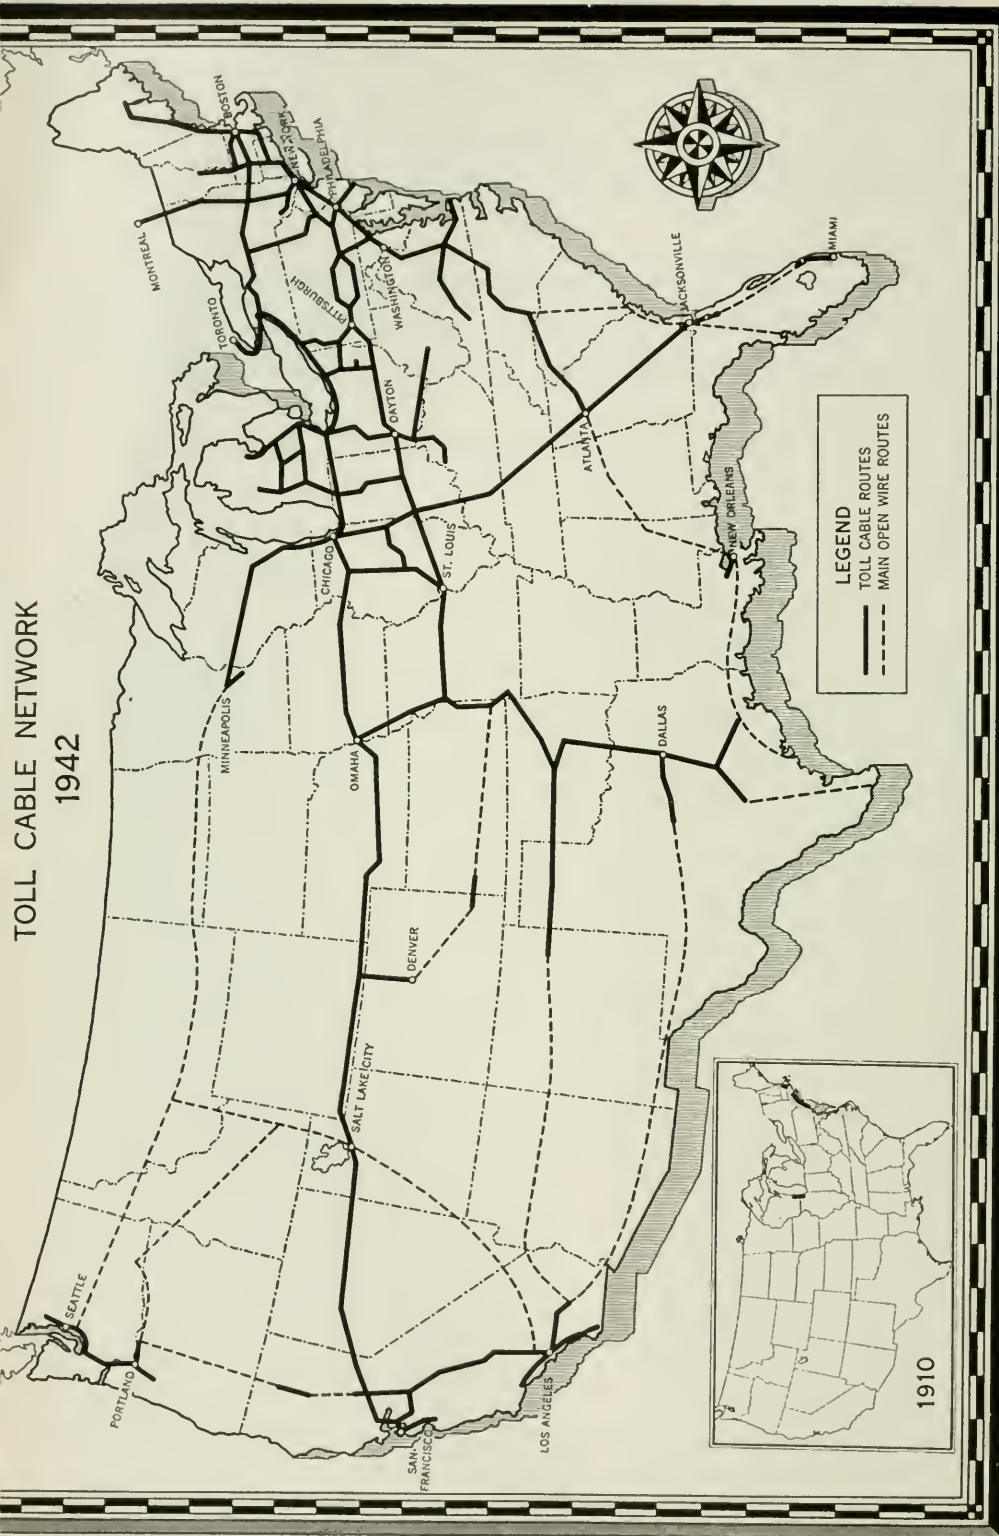 TOLL CABLE NETWORK
1942
SEATTLE
PORTLAND
SAN-
FRANCISCO
LOS ANGELES
SALT LAKE CITY
DENVER
OMAHA
MINNEAPOLIS
DALLAS
CHICAGO
ST. LOUIS
NEW ORLEANS
DAYTON
ATLANTA
TORONTO
MONTREAL
PITTSBURGH
PITTSBURGH
WASHINGTON
BOSTON
NEW YORK
PHILADELPHIA
JACKSONVILLE
MIAMI
LEGEND
TOLL CABLE ROUTES
MAIN OPEN WIRE ROUTES
1910